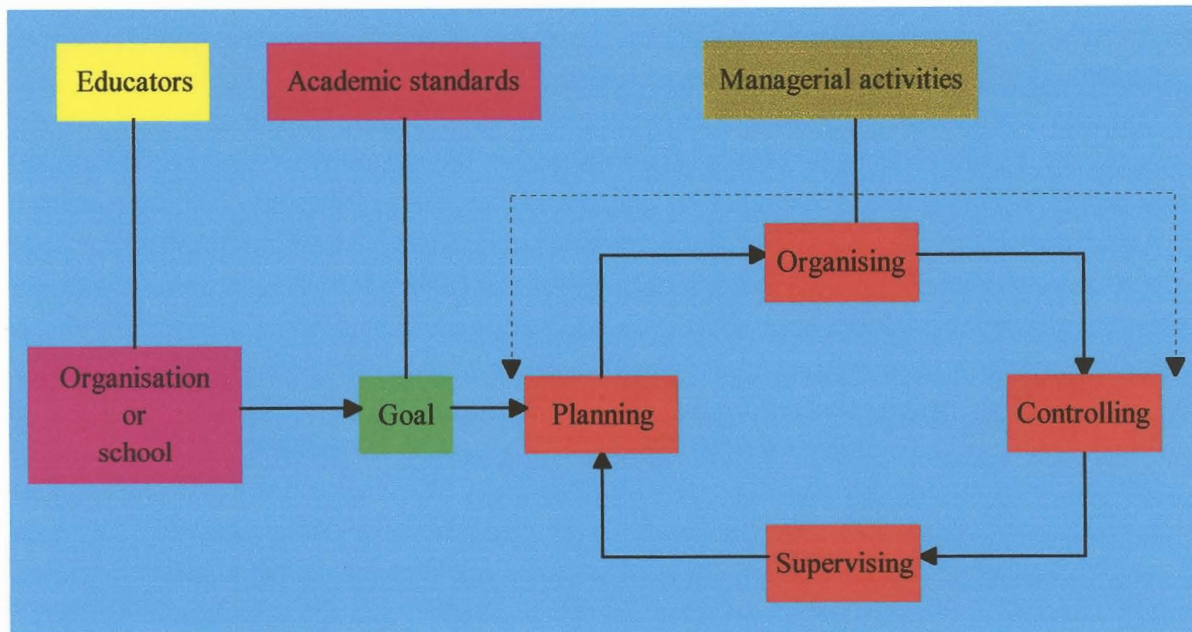 Educators
Academic standards
Managerial activities
Organising
Organisation
or
school
Goal
Planning
Controlling
Supervising